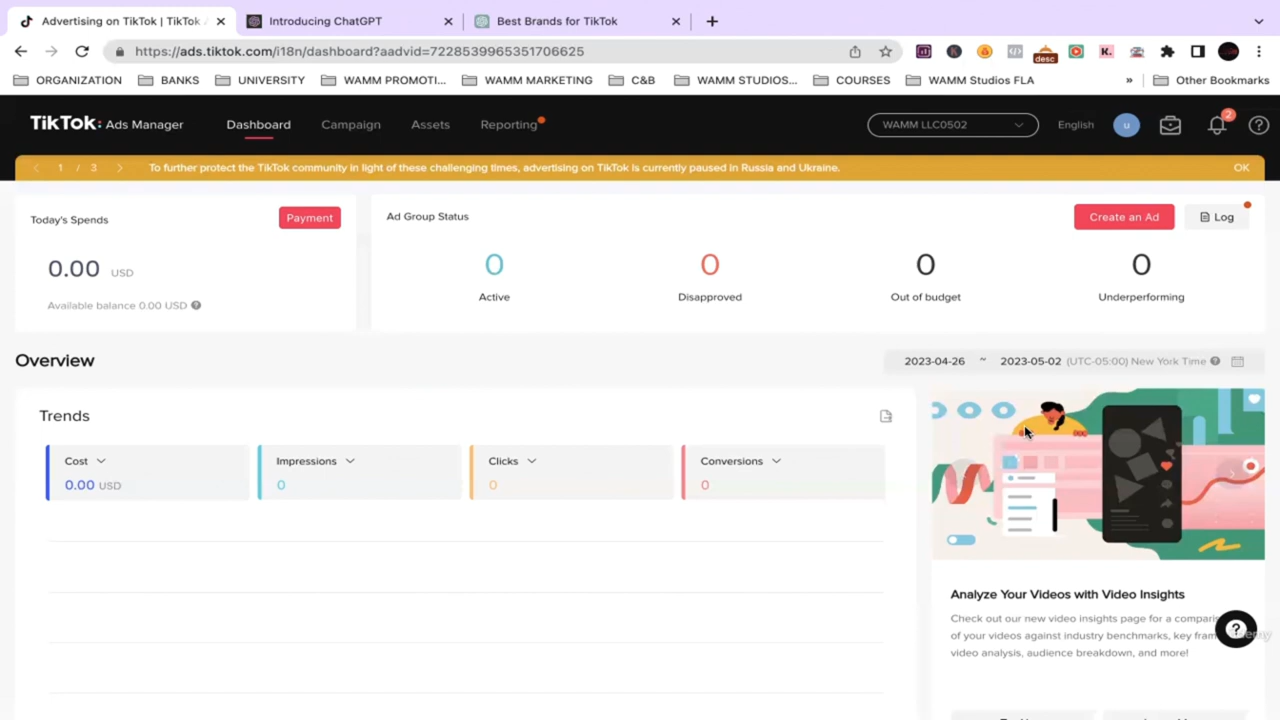 Advertising on TikTok | TikTok
Introducing ChatGPT
Best Brands for TikTok
https://ads.tiktok.com/i18n/dashboard?aadvid=7228539965351706625
desc
K.
ORGANIZATION
BANKS
UNIVERSITY
WAMM PROMOTI...
WAMM MARKETING
C&B
WAMM STUDIOS...
COURSES
WAMM Studios FLA
»
Other Bookmarks
TikTok: Ads Manager
Dashboard
Campaign
Assets
Reporting
WAMM LLC0502
English
u
2
1 / 3
To further protect the TikTok community in light of these challenging times, advertising on TikTok is currently paused in Russia and Ukraine.
OK
Today's Spends
Payment
0.00 USD
Available balance 0.00 USD
Ad Group Status
Create an Ad
Log
0
Active
0
Disapproved
0
Out of budget
0
Underperforming
Overview
2023-04-26 ~ 2023-05-02 (UTC-05:00) New York Time
Trends
Cost
0.00 USD
Impressions
0
Clicks
0
Conversions
0
Analyze Your Videos with Video Insights
Check out our new video insights page for a comparis
of your videos against industry benchmarks, key fram
video analysis, audience breakdown, and more!